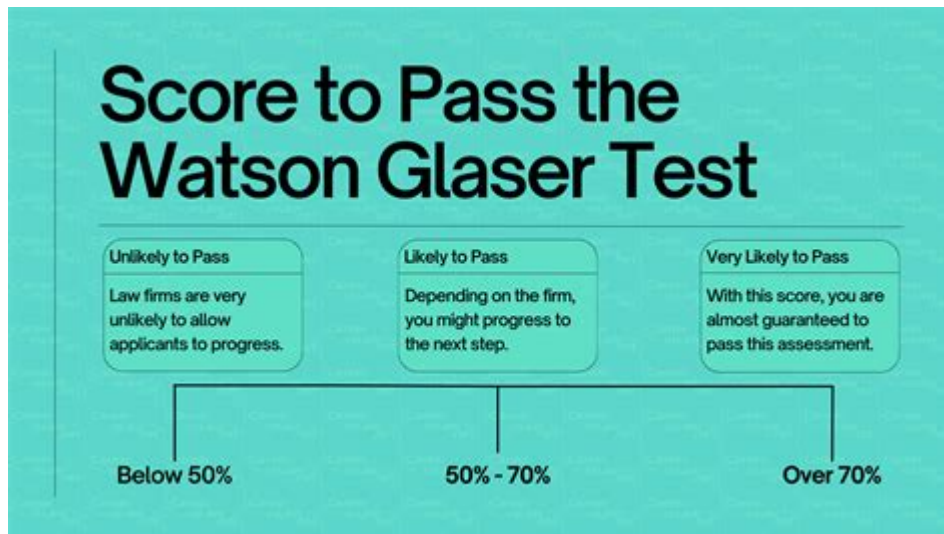 Score to Pass the
Watson Glaser Test
Unlikely to Pass
Law firms are very
unlikely to allow
applicants to progress.
Likely to Pass
Depending on the firm,
you might progress to
the next step.
Very Likely to Pass
With this score, you are
almost guaranteed to
pass this assessment.
Below 50%
50% - 70%
Over 70%